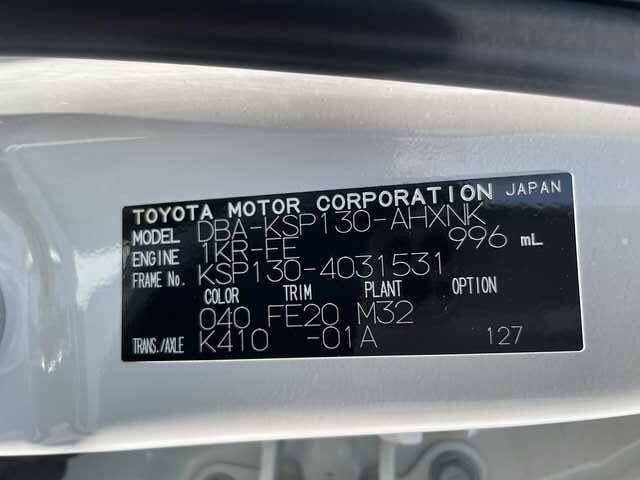 TOYOTA MOTOR CORPORATION JAPAN
MODEL DBA-KSP130-AHXNK
ENGINE 1KR-FE 996 mL
FRAME No. KSP130-4031531
COLOR TRIM PLANT OPTION
040 FE20 M32
TRANS./AXLE K410 -01A 127